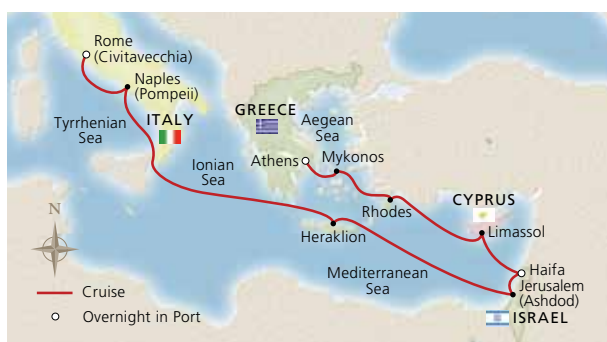 Rome
(Civitavecchia)
Naples
(Pompeii)
ITALY
Tyrrhenian
Sea
GREECE
Aegean
Sea
Athens
Mykonos
Ionian
Sea
Rhodes
CYPRUS
Limassol
Heraklion
Mediterranean
Sea
Haifa
Jerusalem
(Ashdod)
ISRAEL
N
Cruise
Overnight in Port